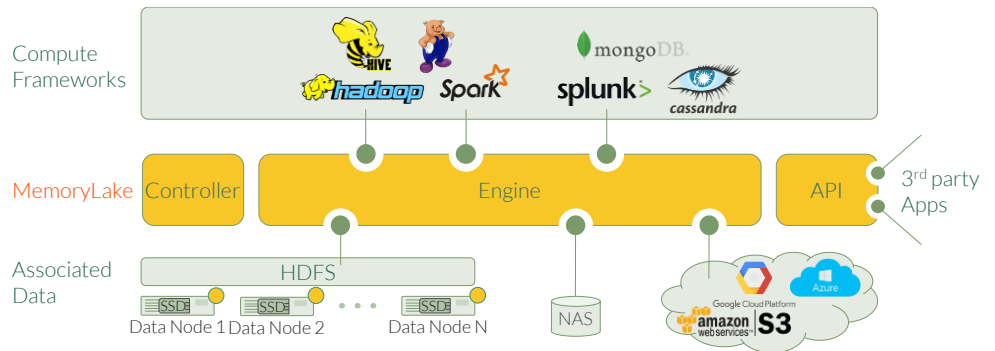 Compute
Frameworks
HIVE
hadoop
Spark
mongoDB
splunk>
cassandra
MemoryLake
Controller
Engine
API
3rd party
Apps
Associated
Data
HDFS
SSD
SSD
SSD
Data Node 1
Data Node 2
Data Node N
NAS
Google Cloud Platform
Azure
amazon
web services™
S3